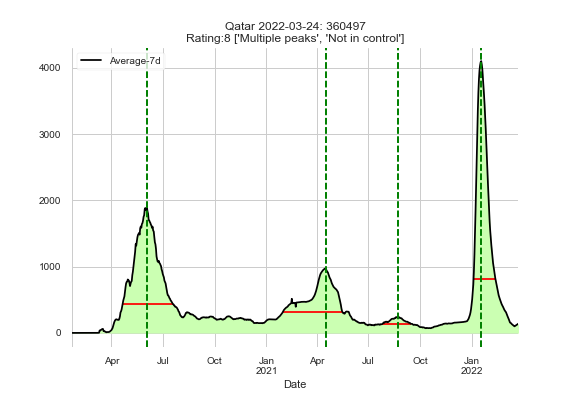 Qatar 2022-03-24: 360497
Rating:8 ['Multiple peaks', 'Not in control']
Average-7d
4000
3000
2000
1000
0
Apr
Jul
Oct
Jan
2021
Apr
Jul
Oct
Jan
2022
Date